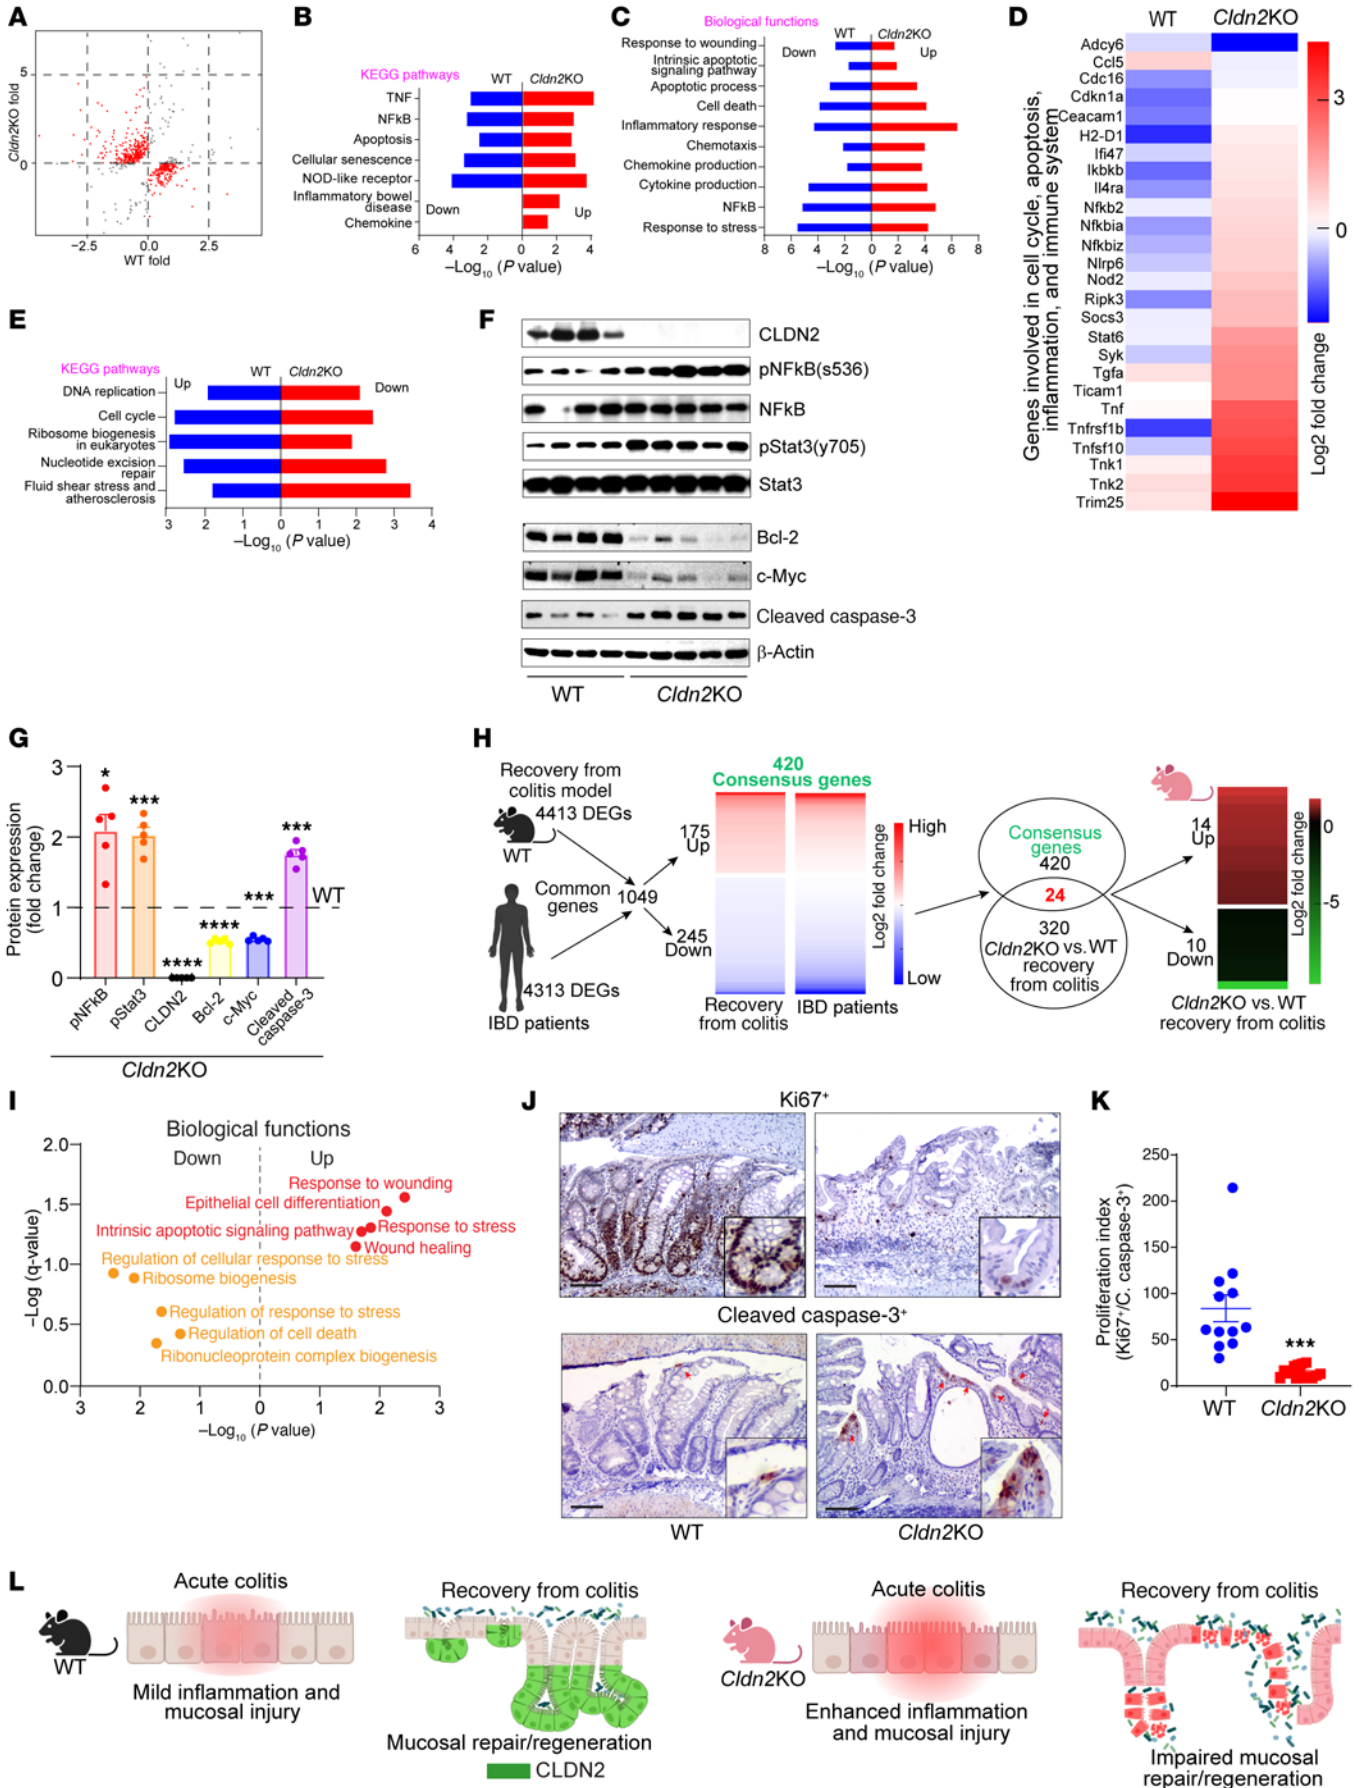 A
Cldn2KO fold
5
0
−2.5
0.0
2.5
WT fold
B
KEGG pathways
WT
Cldn2KO
TNF
NFkB
Apoptosis
Cellular senescence
NOD-like receptor
Inflammatory bowel
disease
Chemokine
Down
Up
6 4 2 0 2 4
–Log10 (P value)
C
Biological functions
WT
Cldn2KO
Down
Up
Response to wounding
Intrinsic apoptotic
signaling pathway
Apoptotic process
Cell death
Inflammatory response
Chemotaxis
Chemokine production
Cytokine production
NFkB
Response to stress
8 6 4 2 0 2 4 6 8
–Log10 (P value)
D
WT
Cldn2KO
Genes involved in cell cycle, apoptosis,
inflammation, and immune system
Adcy6
Ccl5
Cdc16
Cdkn1a
Ceacam1
H2-D1
Ifi47
Ikbkb
Il4ra
Nfkb2
Nfkbia
Nfkbiz
Nlrp6
Nod2
Ripk3
Socs3
Stat6
Syk
Tgfa
Ticam1
Tnf
Tnfrsf1b
Tnfsf10
Tnk1
Tnk2
Trim25
3
0
Log2 fold change
E
KEGG pathways
Up
WT
Cldn2KO
Down
DNA replication
Cell cycle
Ribosome biogenesis
in eukaryotes
Nucleotide excision
repair
Fluid shear stress and
atherosclerosis
3 2 1 0 1 2 3 4
–Log10 (P value)
F
CLDN2
pNFkB(s536)
NFkB
pStat3(y705)
Stat3
Bcl-2
c-Myc
Cleaved caspase-3
β-Actin
WT
Cldn2KO
G
Protein expression
(fold change)
3
2
1
0
*
***
****
****
***
***
WT
pNFkB
pStat3
CLDN2
Bcl-2
c-Myc
Cleaved
caspase-3
Cldn2KO
H
Recovery from
colitis model
4413 DEGs
WT
Common
genes
1049
4313 DEGs
IBD patients
175
Up
245
Down
420
Consensus genes
Recovery
from colitis
IBD patients
High
Low
Log2 fold change
Consensus
genes
420
24
320
Cldn2KO vs. WT
recovery
from colitis
14
Up
10
Down
0
-5
Log2 fold change
Cldn2KO vs. WT
recovery from colitis
I
Biological functions
Down
Up
–Log (q-value)
2.0
1.5
1.0
0.5
0.0
Response to wounding
Epithelial cell differentiation
Intrinsic apoptotic signaling pathway
Response to stress
Wound healing
Regulation of cellular response to stress
Ribosome biogenesis
Regulation of response to stress
Regulation of cell death
Ribonucleoprotein complex biogenesis
3 2 1 0 1 2 3
–Log10 (P value)
J
Ki67+
Cleaved caspase-3+
WT
Cldn2KO
K
Proliferation index
(Ki67+/C. caspase-3+)
250
200
150
100
50
0
***
WT
Cldn2KO
L
WT
Acute colitis
Mild inflammation and
mucosal injury
Recovery from colitis
Mucosal repair/regeneration
CLDN2
Cldn2KO
Acute colitis
Enhanced inflammation
and mucosal injury
Recovery from colitis
Impaired mucosal
repair/regeneration